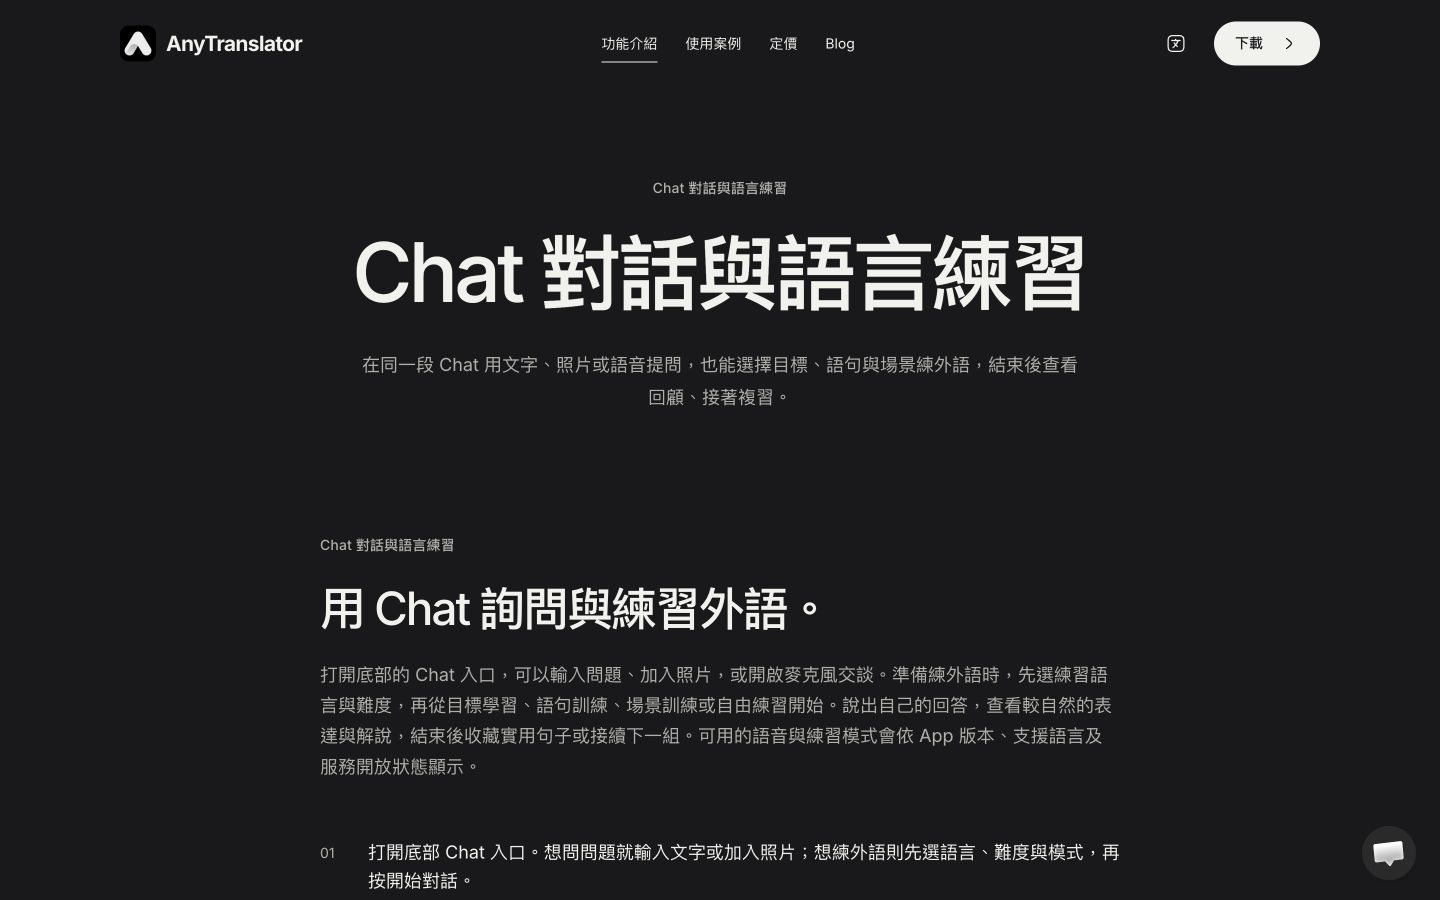 AnyTranslator
功能介紹
使用案例
定價
Blog
下載
Chat 對話與語言練習
Chat 對話與語言練習
在同一段 Chat 用文字、照片或語音提問，也能選擇目標、語句與場景練外語，結束後查看
回顧、接著複習。
Chat 對話與語言練習
用 Chat 詢問與練習外語。
打開底部的 Chat 入口，可以輸入問題、加入照片，或開啟麥克風交談。準備練外語時，先選練習語
言與難度，再從目標學習、語句訓練、場景訓練或自由練習開始。說出自己的回答，查看較自然的表
達與解說，結束後收藏實用句子或接續下一組。可用的語音與練習模式會依 App 版本、支援語言及
服務開放狀態顯示。
01
打開底部 Chat 入口。想問問題就輸入文字或加入照片；想練外語則先選語言、難度與模式，再
按開始對話。